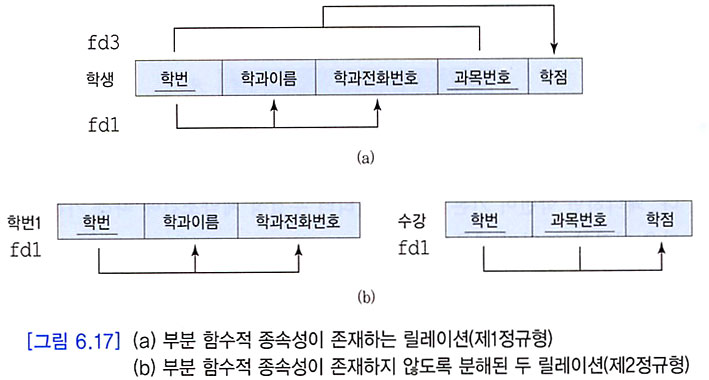 fd3
학생 학번 학과이름 학과전화번호 과목번호 학점
fd1
(a)
학번1 학번 학과이름 학과전화번호 수강 학번 과목번호 학점
fd1 fd1
(b)
[그림 6.17] (a) 부분 함수적 종속성이 존재하는 릴레이션(제1정규형)
(b) 부분 함수적 종속성이 존재하지 않도록 분해된 두 릴레이션(제2정규형)